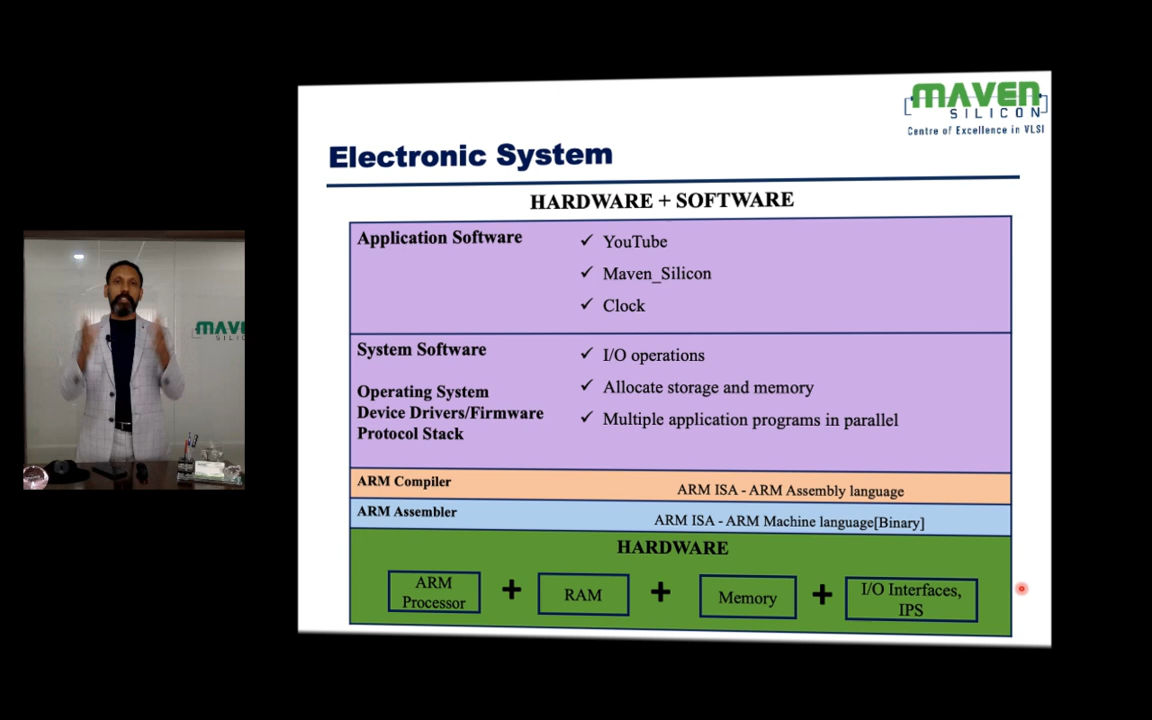 MAVEN
SILICON
Centre of Excellence in VLSI
Electronic System
HARDWARE + SOFTWARE
Application Software
✓ YouTube
✓ Maven_Silicon
✓ Clock
System Software
Operating System
Device Drivers/Firmware
Protocol Stack
✓ I/O operations
✓ Allocate storage and memory
✓ Multiple application programs in parallel
ARM Compiler
ARM ISA - ARM Assembly language
ARM Assembler
ARM ISA - ARM Machine language[Binary]
HARDWARE
ARM
Processor
+
RAM
+
Memory
+
I/O Interfaces,
IPS
MAVE
SILIC